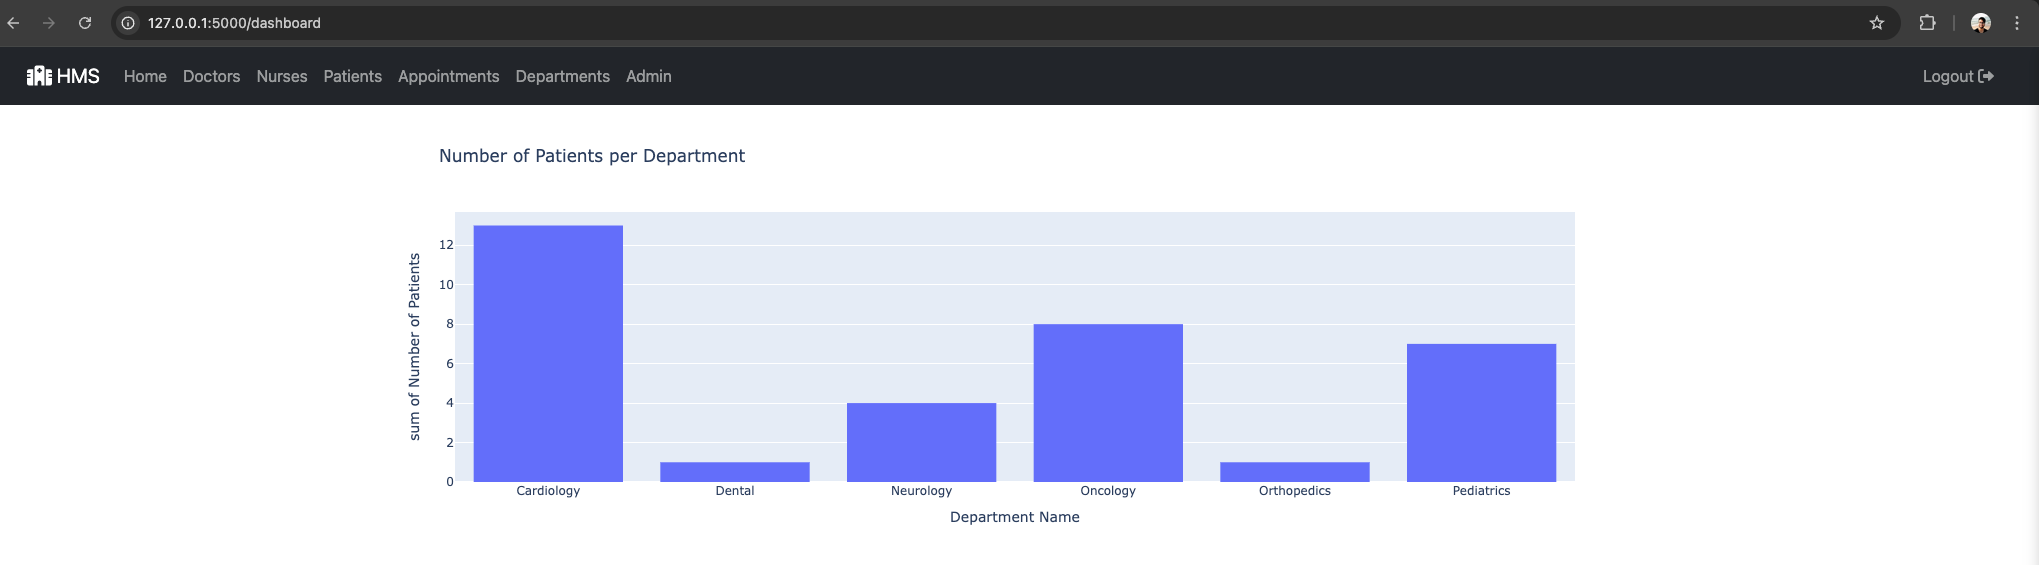 127.0.0.1:5000/dashboard
HMS Home Doctors Nurses Patients Appointments Departments Admin Logout
Number of Patients per Department
sum of Number of Patients
12
10
8
6
4
2
0
Cardiology Dental Neurology Oncology Orthopedics Pediatrics
Department Name